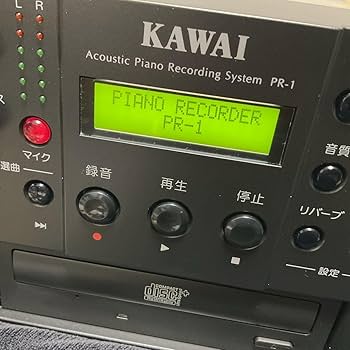 L R
KAWAI
Acoustic Piano Recording System PR-1
PIANO RECORDER
PR-1
ス
マイク
選曲
録音
再生
停止
音質
リバーブ
設定
COMPACT
disc